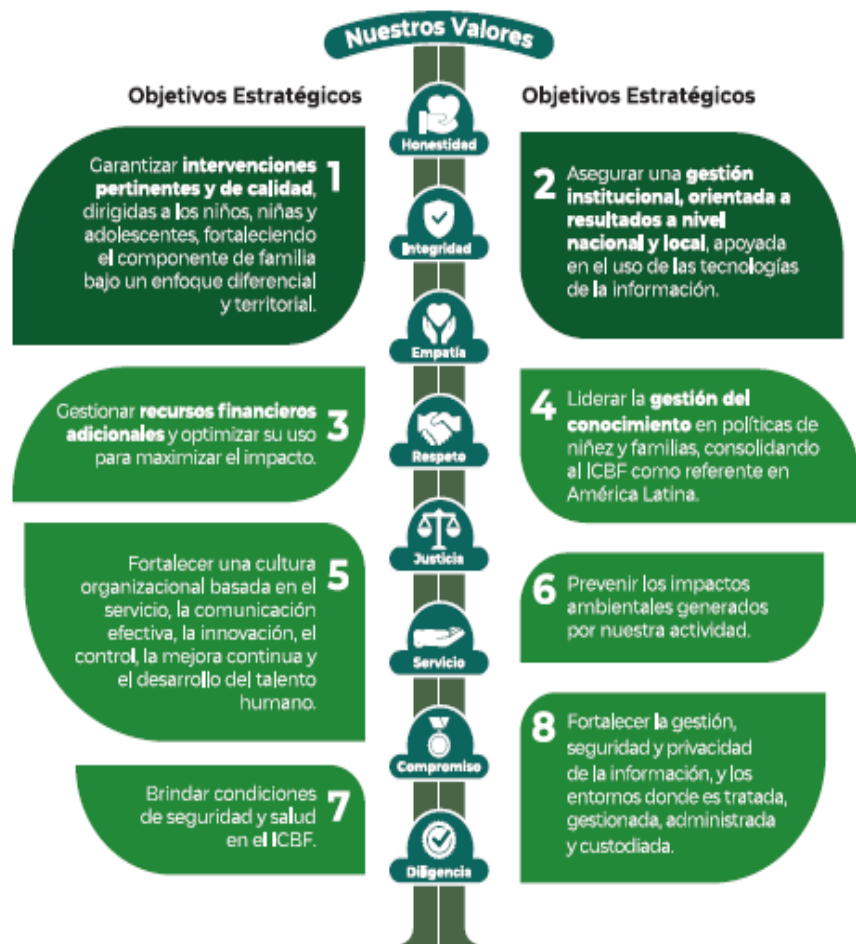 Nuestros Valores
Objetivos Estratégicos
Objetivos Estratégicos
Honestidad
1
Garantizar intervenciones
pertinentes y de calidad,
dirigidas a los niños, niñas y
adolescentes, fortaleciendo
el componente de familia
bajo un enfoque diferencial
y territorial.
2
Asegurar una gestión
institucional, orientada a
resultados a nivel
nacional y local, apoyada
en el uso de las tecnologías
de la información.
Integridad
Empatía
3
Gestionar recursos financieros
adicionales y optimizar su uso
para maximizar el impacto.
4
Liderar la gestión del
conocimiento en políticas de
niñez y familias, consolidando
al ICBF como referente en
América Latina.
Respeto
Justicia
5
Fortalecer una cultura
organizacional basada en el
servicio, la comunicación
efectiva, la innovación, el
control, la mejora continua y
el desarrollo del talento
humano.
6
Prevenir los impactos
ambientales generados
por nuestra actividad.
Servicio
Compromiso
7
Brindar condiciones
de seguridad y salud
en el ICBF.
8
Fortalecer la gestión,
seguridad y privacidad
de la información, y los
entornos donde es tratada,
gestionada, administrada
y custodiada.
Diligencia